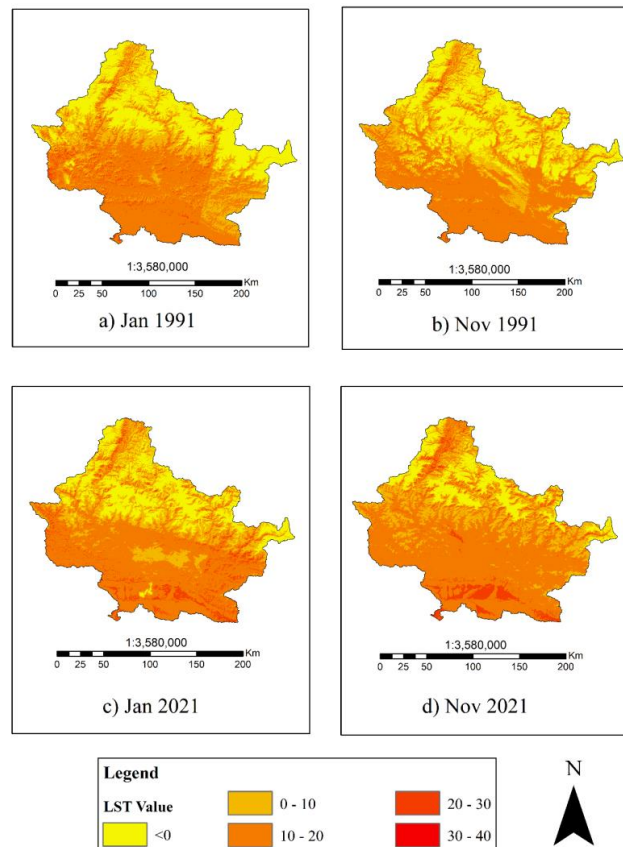 1:3,580,000
Km
0 25 50 100 150 200
a) Jan 1991
1:3,580,000
Km
0 25 50 100 150 200
b) Nov 1991
1:3,580,000
Km
0 25 50 100 150 200
c) Jan 2021
1:3,580,000
Km
0 25 50 100 150 200
d) Nov 2021
Legend
LST Value
<0
0 - 10
10 - 20
20 - 30
30 - 40
N